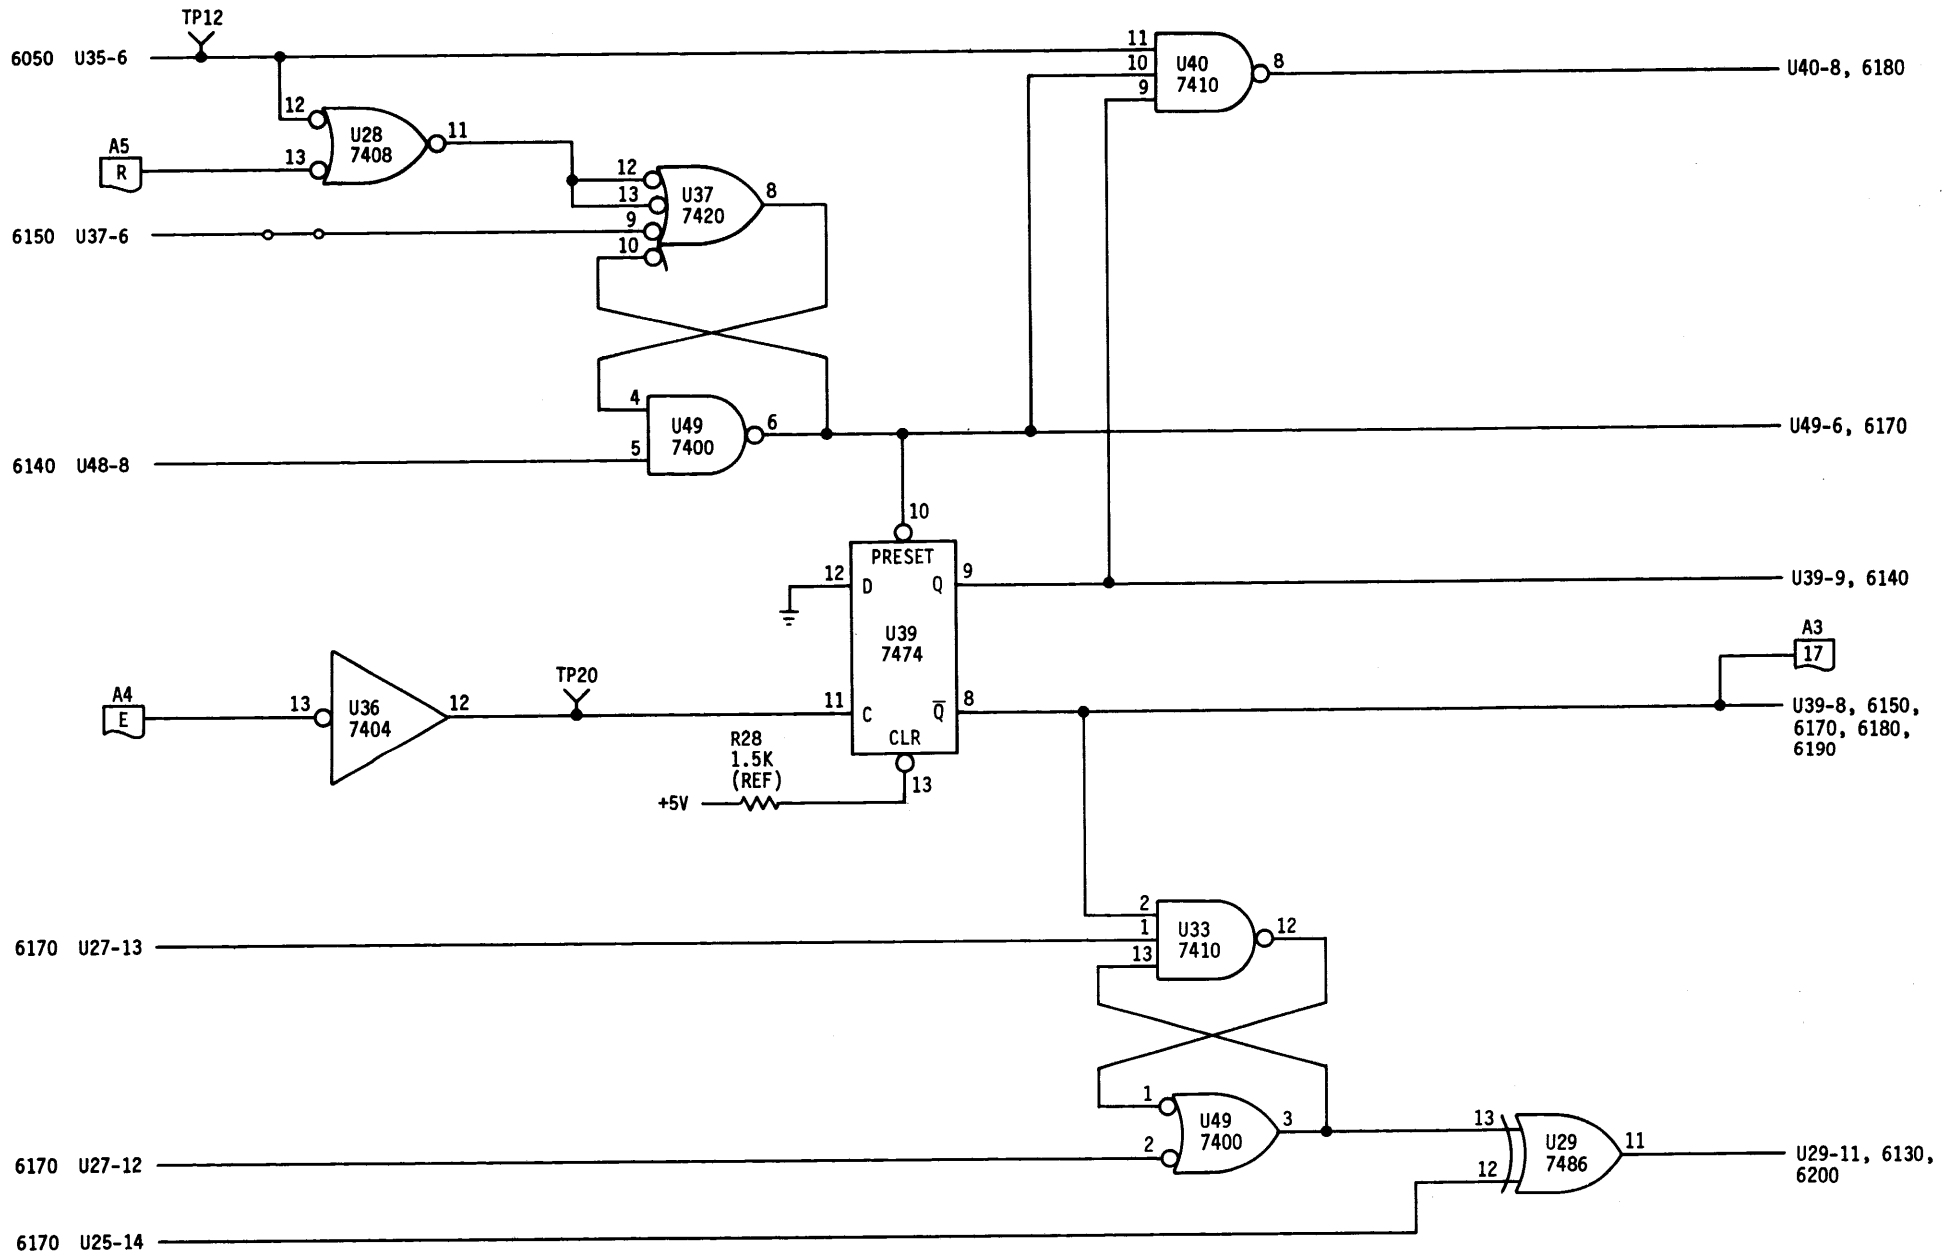 TP12
6050 U35-6
11
10
9
U40
7410
8
U40-8, 6180
12
13
U28
7408
11
A5
R
12
13
9
10
U37
7420
8
6150 U37-6
4
5
U49
7400
6
U49-6, 6170
6140 U48-8
10
PRESET
12
D
Q
9
U39-9, 6140
U39
7474
A3
17
A4
E
13
U36
7404
12
TP20
11
C
Q̅
8
U39-8, 6150,
6170, 6180,
6190
CLR
13
R28
1.5K
(REF)
+5V
2
1
13
U33
7410
12
6170 U27-13
1
2
U49
7400
3
13
12
U29
7486
11
U29-11, 6130,
6200
6170 U27-12
6170 U25-14